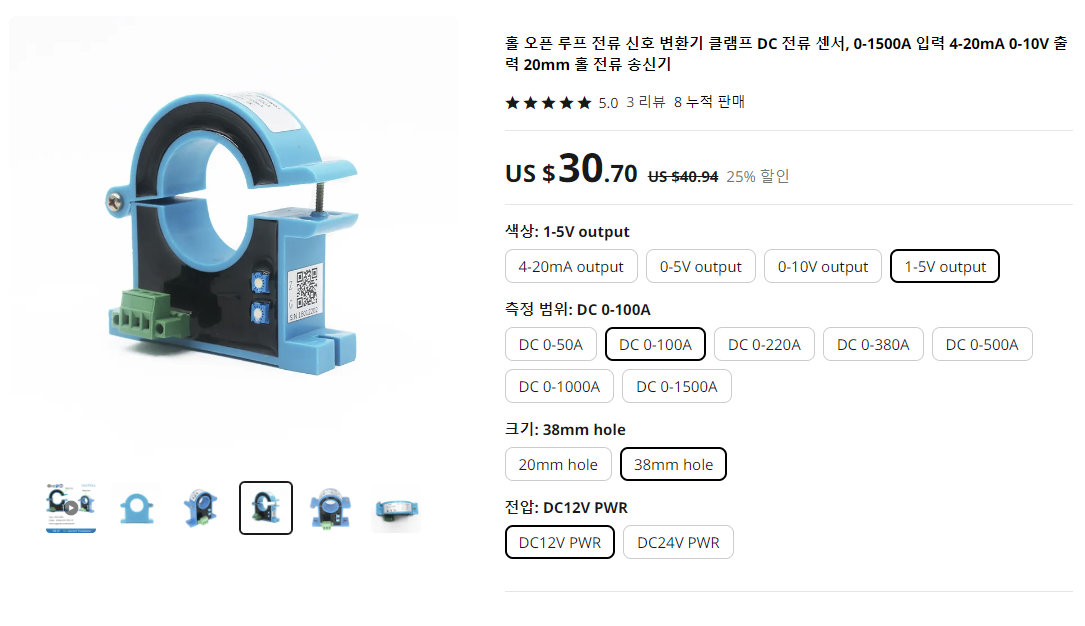 홀 오픈 루프 전류 신호 변환기 클램프 DC 전류 센서, 0-1500A 입력 4-20mA 0-10V 출
력 20mm 홀 전류 송신기
5.0 3 리뷰 8 누적 판매
US $30.70 US $40.94 25% 할인
색상: 1-5V output
4-20mA output 0-5V output 0-10V output 1-5V output
측정 범위: DC 0-100A
DC 0-50A DC 0-100A DC 0-220A DC 0-380A DC 0-500A
DC 0-1000A DC 0-1500A
크기: 38mm hole
20mm hole 38mm hole
전압: DC12V PWR
DC12V PWR DC24V PWR
Z
G